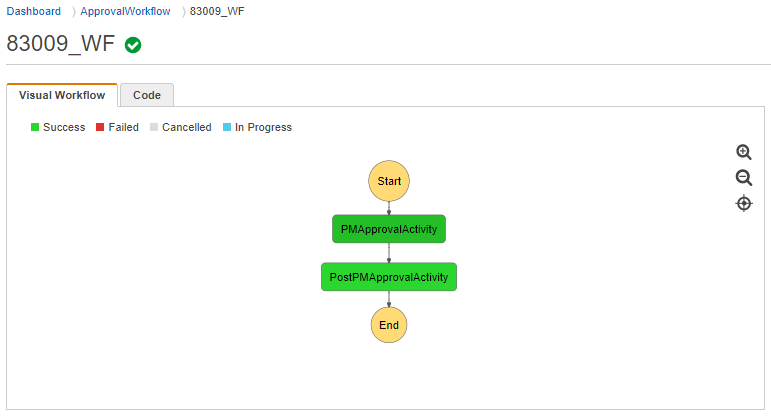 Dashboard ApprovalWorkflow 83009_WF
83009_WF
Visual Workflow Code
Success Failed Cancelled In Progress
Start
PMApprovalActivity
PostPMApprovalActivity
End